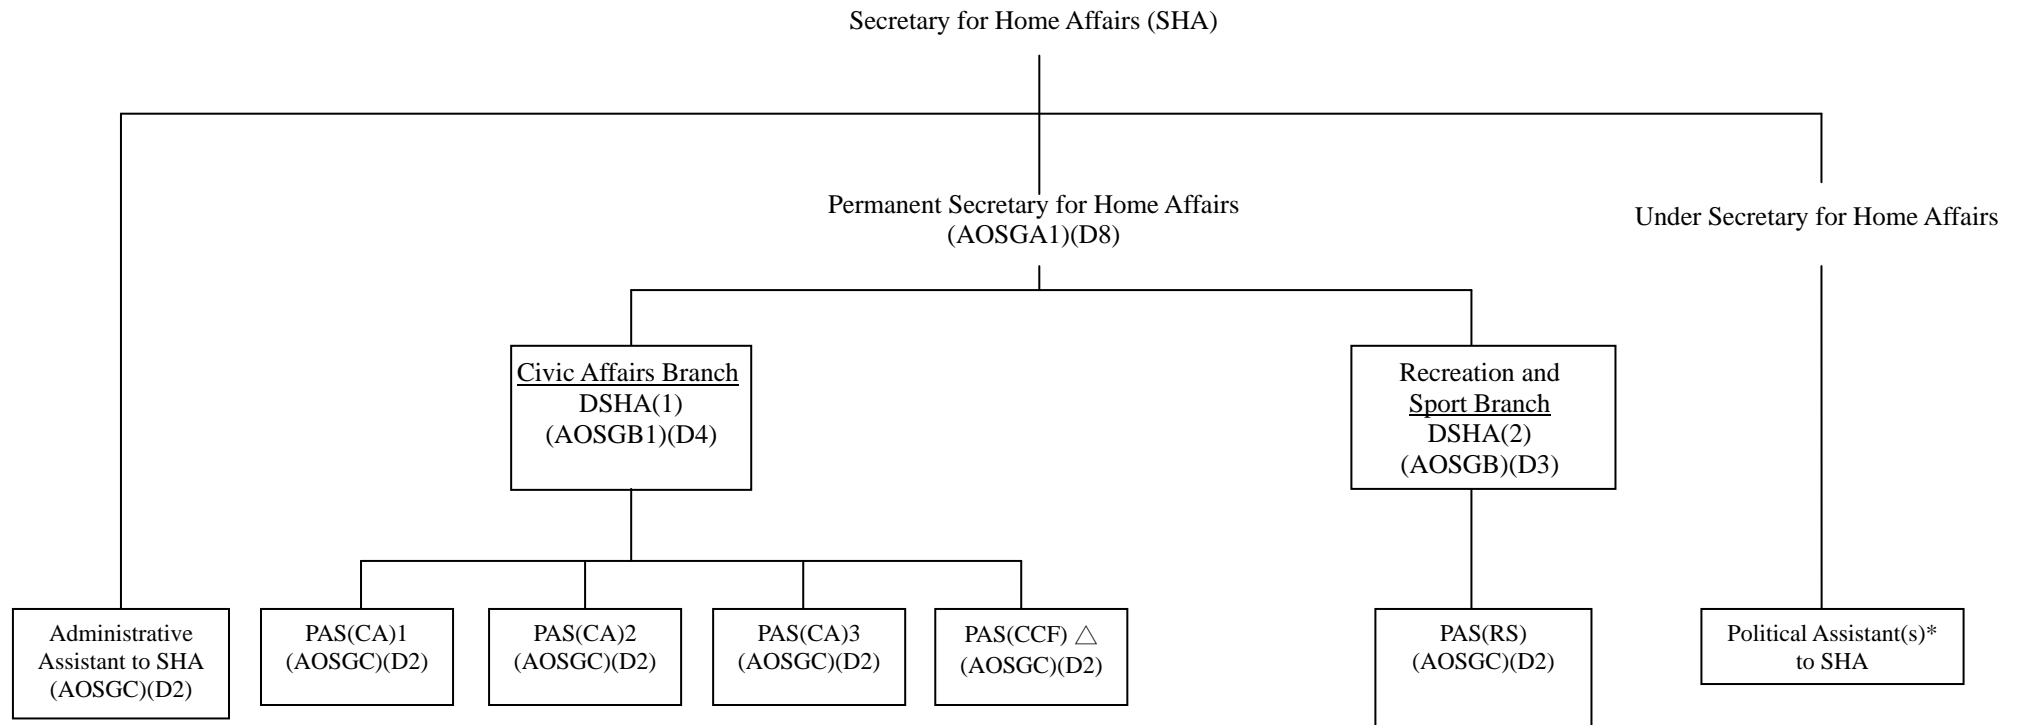 Secretary for Home Affairs (SHA)
Permanent Secretary for Home Affairs
(AOSGA1)(D8)
Under Secretary for Home Affairs
Civic Affairs Branch
DSHA(1)
(AOSGB1)(D4)
Recreation and
Sport Branch
DSHA(2)
(AOSGB)(D3)
Administrative
Assistant to SHA
(AOSGC)(D2)
PAS(CA)1
(AOSGC)(D2)
PAS(CA)2
(AOSGC)(D2)
PAS(CA)3
(AOSGC)(D2)
PAS(CCF) △
(AOSGC)(D2)
PAS(RS)
(AOSGC)(D2)
Political Assistant(s)*
to SHA